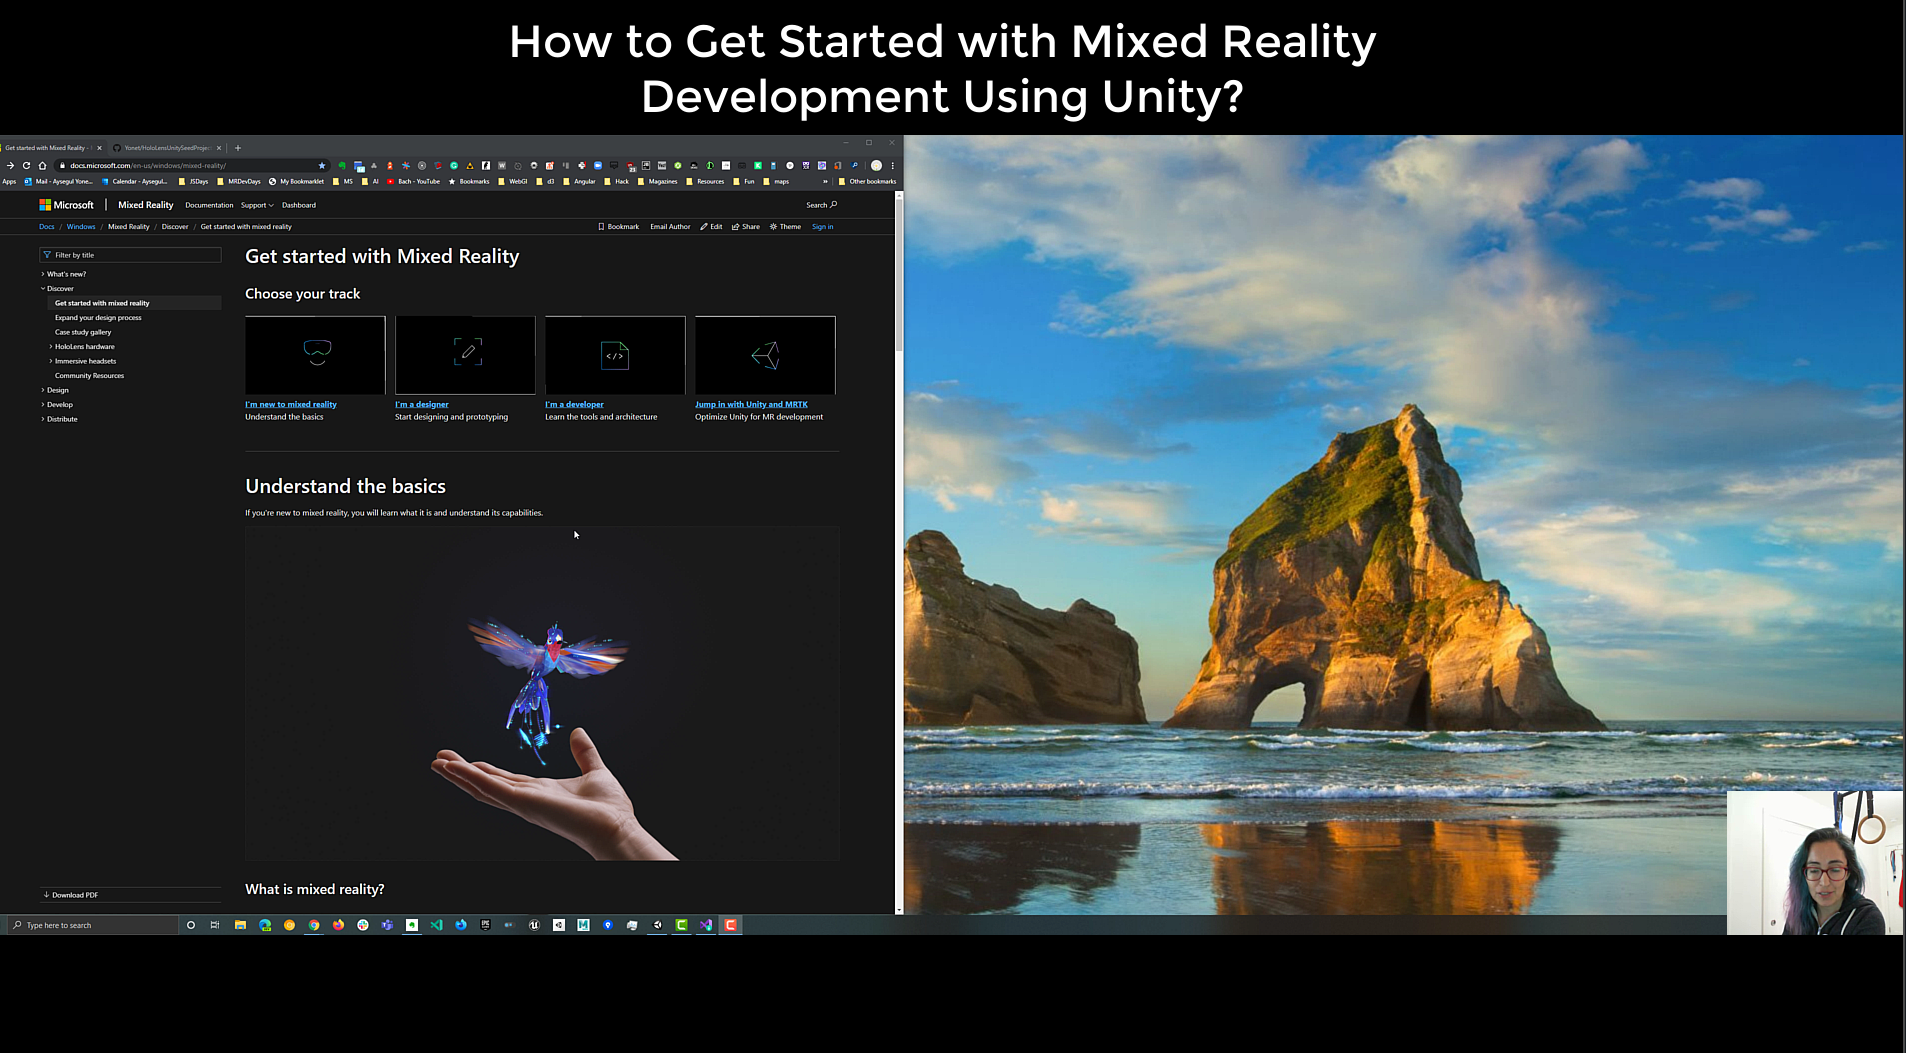 How to Get Started with Mixed Reality
Development Using Unity?
Get started with Mixed Reality - Yonet/HoloLensUnitySeedProjec
docs.microsoft.com/en-us/windows/mixed-reality/
Apps Mail - Aysegul Yone... Calendar - Aysegul... JSDays MRDevDays My Bookmarklet MS AI Bach - YouTube Bookmarks WebGl d3 Angular Hack Magazines Resources Fun maps » Other bookmarks
Microsoft Mixed Reality Documentation Support Dashboard Search
Docs / Windows / Mixed Reality / Discover / Get started with mixed reality Bookmark Email Author Edit Share Theme Sign in
Filter by title
What's new?
Discover
Get started with mixed reality
Expand your design process
Case study gallery
HoloLens hardware
Immersive headsets
Community Resources
Design
Develop
Distribute
Download PDF
Get started with Mixed Reality
Choose your track
I'm new to mixed reality
Understand the basics
I'm a designer
Start designing and prototyping
I'm a developer
Learn the tools and architecture
Jump in with Unity and MRTK
Optimize Unity for MR development
Understand the basics
If you're new to mixed reality, you will learn what it is and understand its capabilities.
What is mixed reality?
Type here to search